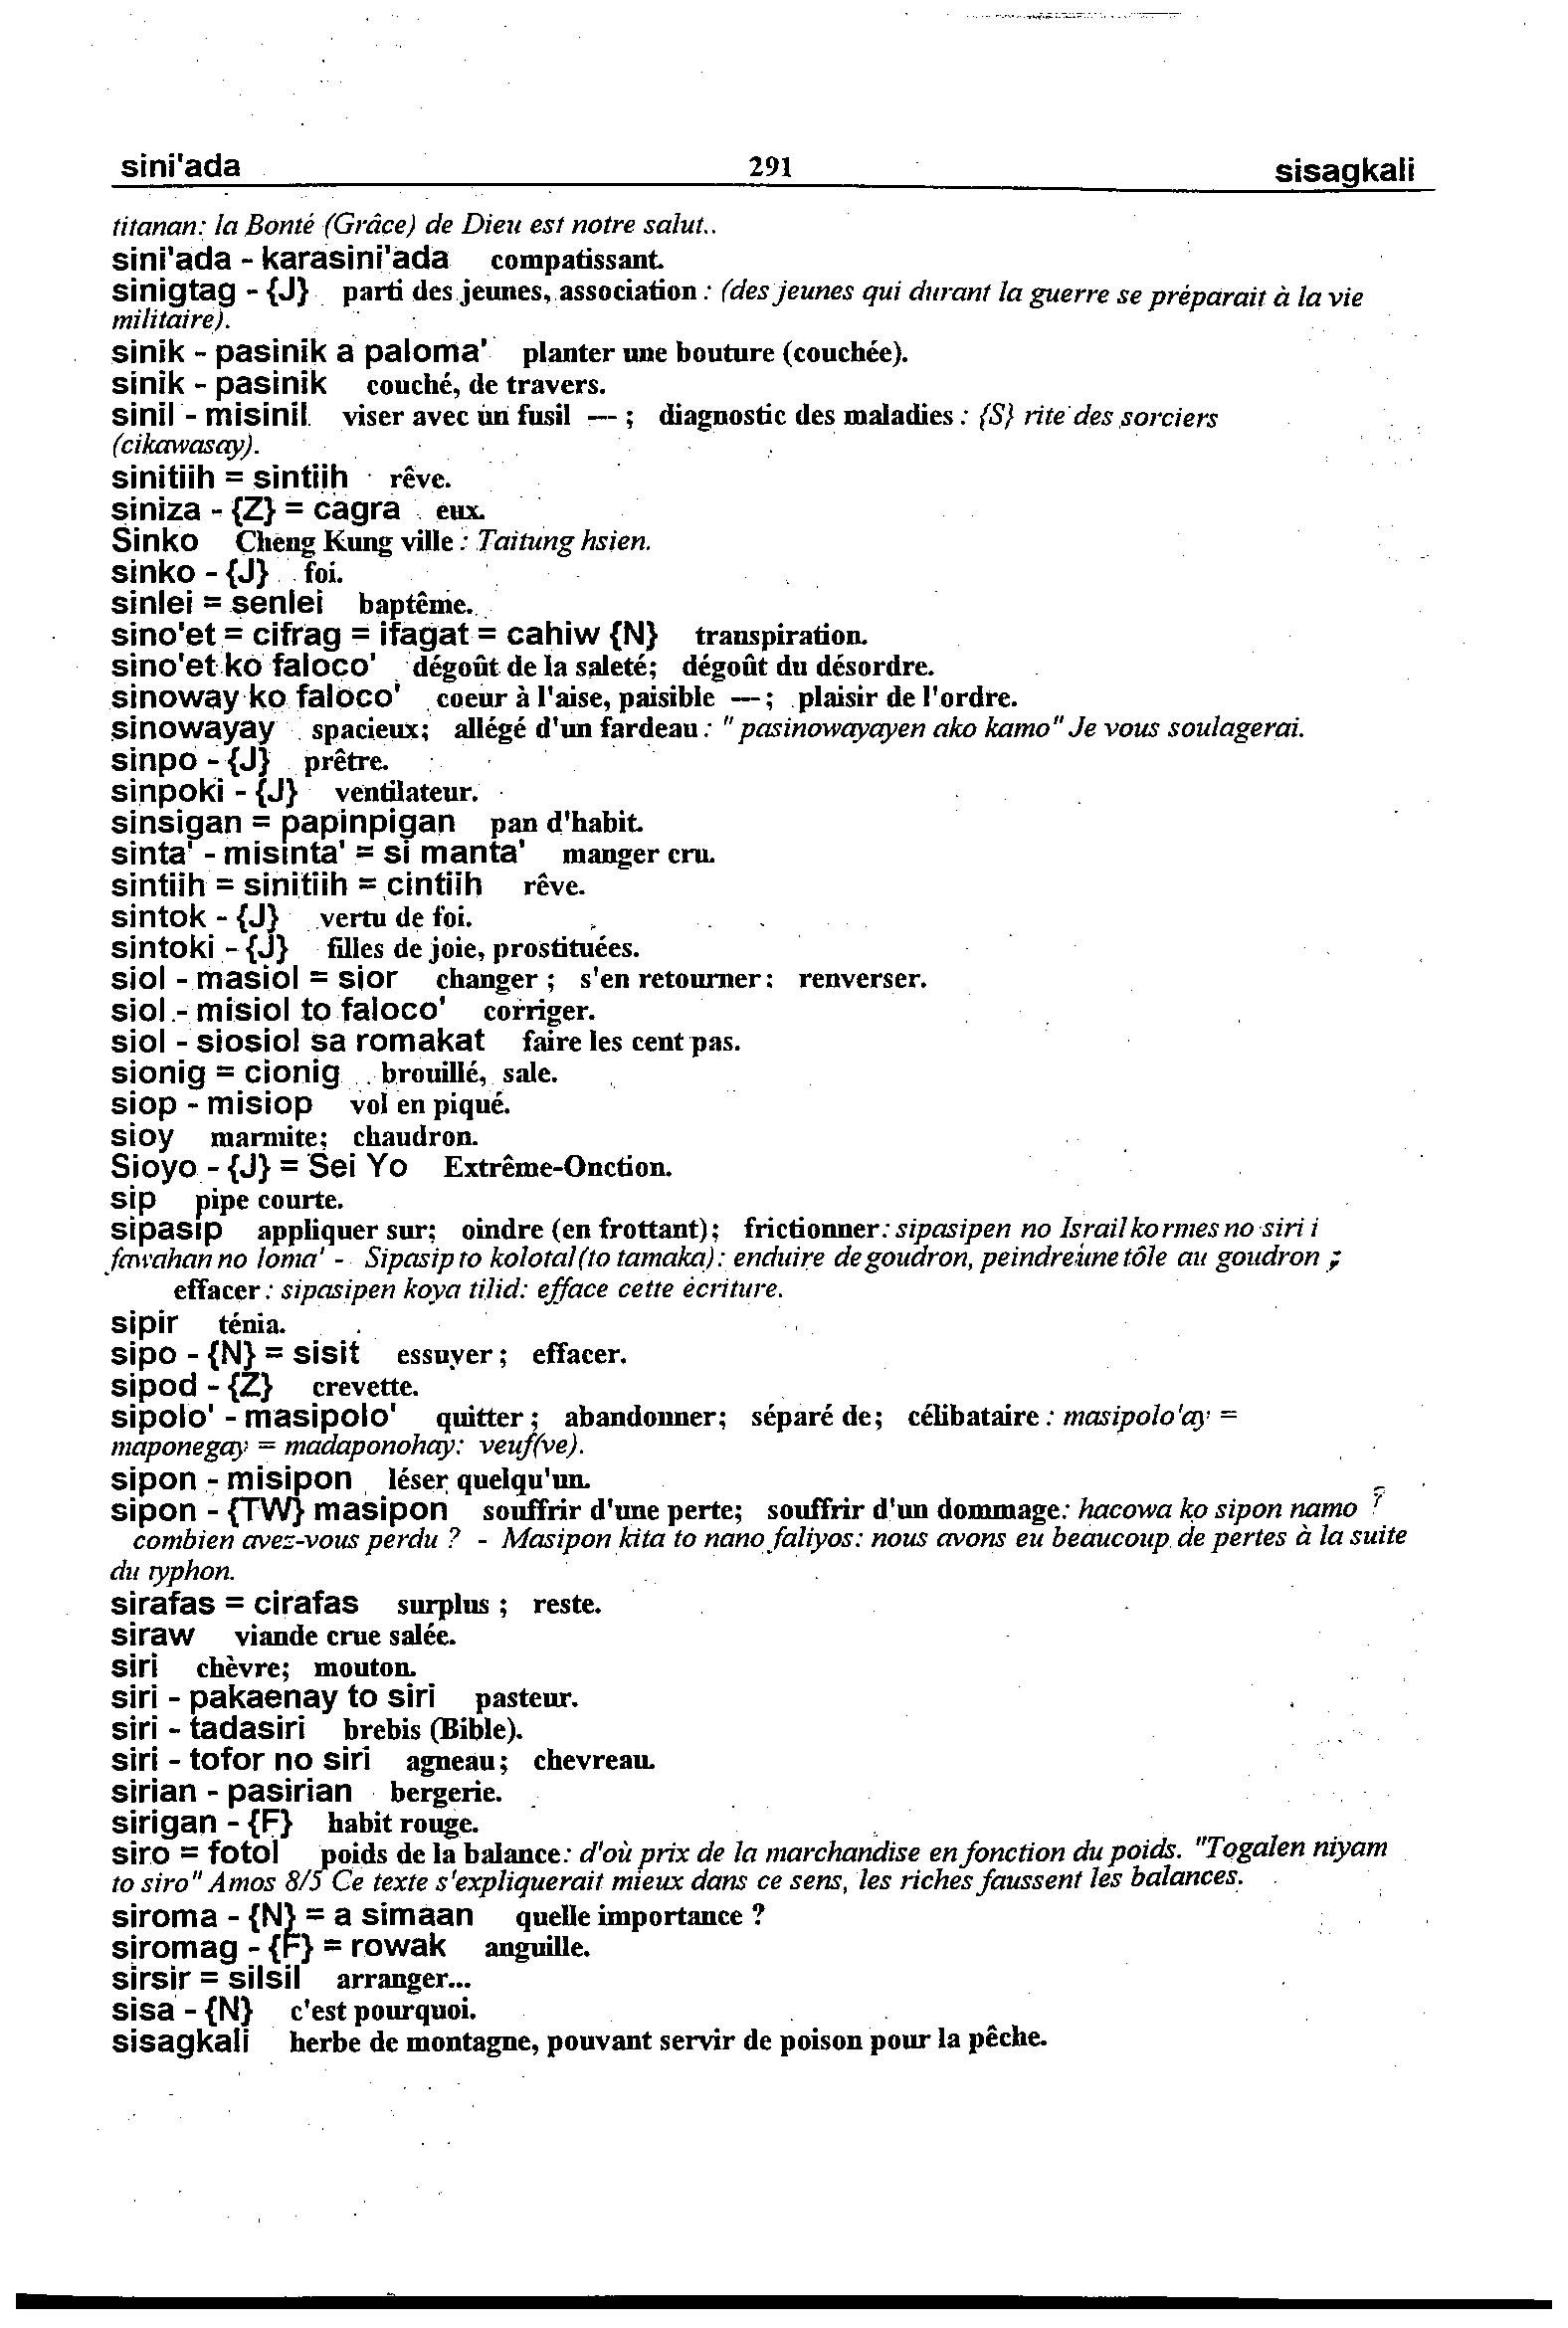 sini'ada 291 sisagkali
titanan: la Bonté (Grâce) de Dieu est notre salut..
sini'ada - karasini'ada compatissant.
sinigtag - {J} parti des jeunes, association : (des jeunes qui durant la guerre se préparait à la vie
militaire).
sinik - pasinik a paloma' planter une bouture (couchée).
sinik - pasinik couché, de travers.
sinil - misinil viser avec un fusil — ; diagnostic des maladies : {S} rite des sorciers
(cikawasay).
sinitiih = sintiih rêve.
siniza - {Z} = cagra eux.
Sinko Cheng Kung ville : Taitung hsien.
sinko - {J} foi.
sinlei = senlei baptême.
sino'et = cifrag = ifagat = cahiw {N} transpiration.
sino'et ko faloco' dégoût de la saleté; dégoût du désordre.
sinoway ko faloco' coeur à l'aise, paisible — ; plaisir de l'ordre.
sinowayay spacieux; allégé d'un fardeau : "pasinowayayen ako kamo" Je vous soulagerai.
sinpo - {J} prêtre.
sinpoki - {J} ventilateur.
sinsigan = papinpigan pan d'habit.
sinta' - misinta' = si manta' manger cru.
sintiih = sinitiih = cintiih rêve.
sintok - {J} vertu de foi.
sintoki - {J} filles de joie, prostituées.
siol - masiol = sior changer ; s'en retourner: renverser.
siol - misiol to faloco' corriger.
siol - siosiol sa romakat faire les cent pas.
sionig = cionig brouillé, sale.
siop - misiop vol en piqué.
sioy marmite; chaudron.
Sioyo - {J} = Sei Yo Extrême-Onction.
sip pipe courte.
sipasip appliquer sur; oindre (en frottant); frictionner: sipasipen no Israil ko rmes no siri i
fawahan no loma' - Sipasip to kolotal (to tamaka): enduire de goudron, peindre une tôle au goudron ;
effacer : sipasipen koya tilid: efface cette écriture.
sipir ténia.
sipo - {N} = sisit essuyer ; effacer.
sipod - {Z} crevette.
sipolo' - masipolo' quitter ; abandonner; séparé de; célibataire : masipolo'ay =
maponegay = madaponohay: veuf(ve).
sipon - misipon léser quelqu'un.
sipon - {TW} masipon souffrir d'une perte; souffrir d'un dommage: hacowa ko sipon namo ?
combien avez-vous perdu ? - Masipon kita to nano faliyos: nous avons eu beaucoup de pertes à la suite
du typhon.
sirafas = cirafas surplus ; reste.
siraw viande crue salée.
siri chèvre; mouton.
siri - pakaenay to siri pasteur.
siri - tadasiri brebis (Bible).
siri - tofor no siri agneau; chevreau.
sirian - pasirian bergerie.
sirigan - {F} habit rouge.
siro = fotol poids de la balance: d'où prix de la marchandise en fonction du poids. "Togalen niyam
to siro" Amos 8/5 Ce texte s'expliquerait mieux dans ce sens, les riches faussent les balances.
siroma - {N} = a simaan quelle importance ?
siromag - {F} = rowak anguille.
sirsir = silsil arranger...
sisa - {N} c'est pourquoi.
sisagkali herbe de montagne, pouvant servir de poison pour la pêche.